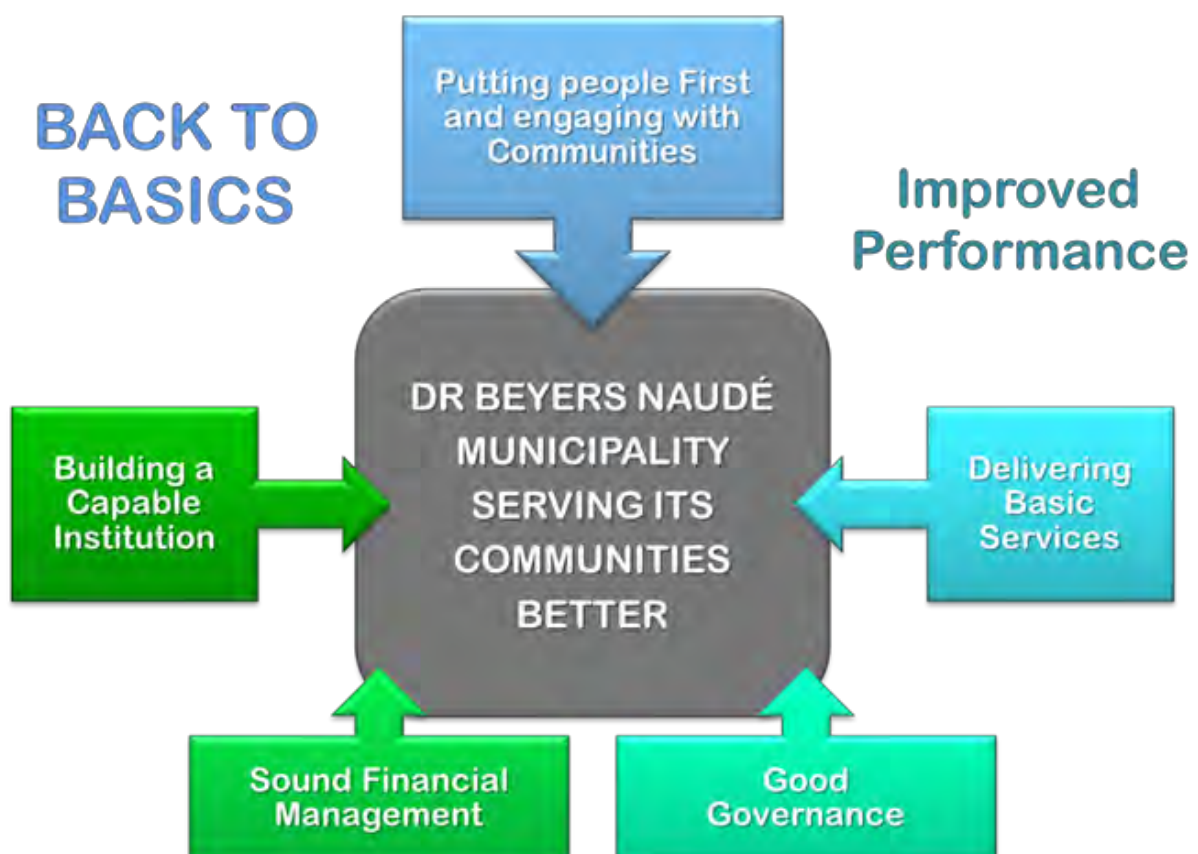 BACK TO
BASICS
Putting people First
and engaging with
Communities
Improved
Performance
DR BEYERS NAUDÉ
MUNICIPALITY
SERVING ITS
COMMUNITIES
BETTER
Building a
Capable
Institution
Delivering
Basic
Services
Sound Financial
Management
Good
Governance